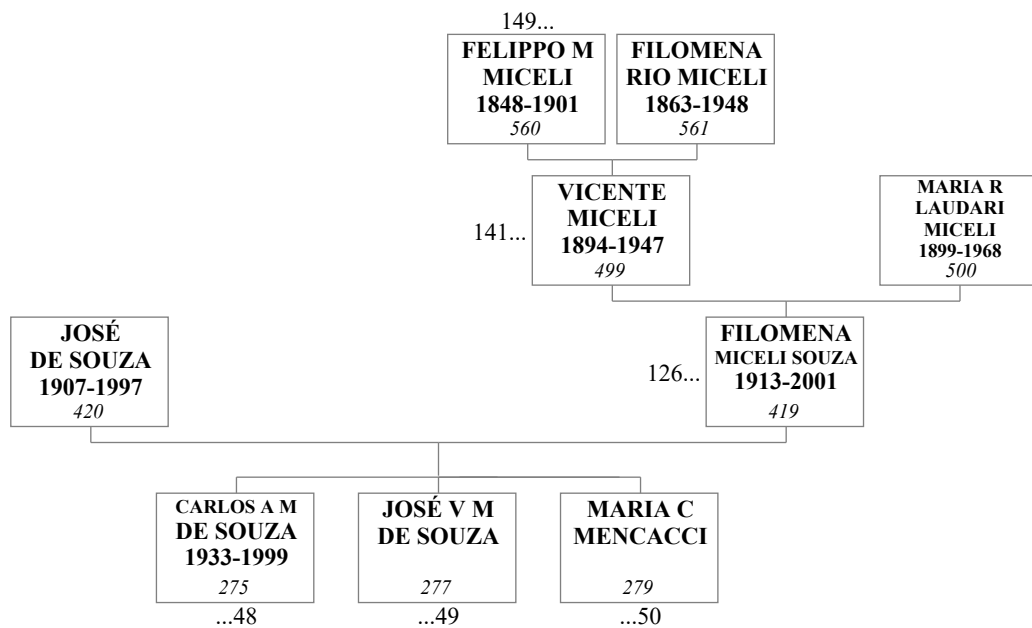 149...
FELIPPO M
MICELI
1848-1901
560
FILOMENA
RIO MICELI
1863-1948
561
141...
VICENTE
MICELI
1894-1947
499
MARIA R
LAUDARI
MICELI
1899-1968
500
JOSÉ
DE SOUZA
1907-1997
420
126...
FILOMENA
MICELI SOUZA
1913-2001
419
CARLOS A M
DE SOUZA
1933-1999
275
...48
JOSÉ V M
DE SOUZA
277
...49
MARIA C
MENCACCI
279
...50